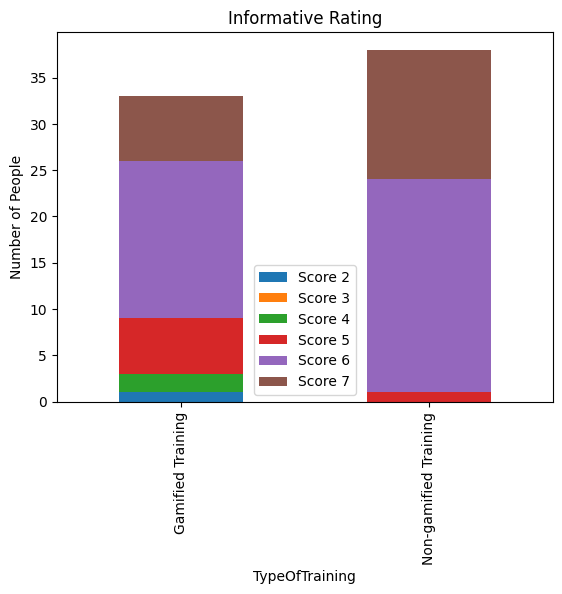 Informative Rating
Number of People
35
30
25
20
15
10
5
0
Score 2
Score 3
Score 4
Score 5
Score 6
Score 7
Gamified Training
Non-gamified Training
TypeOfTraining